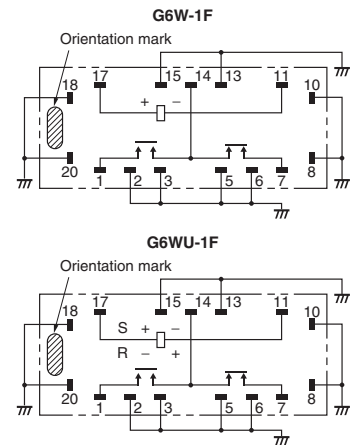 G6W-1F
Orientation mark
18 17 15 14 13 11 10
+ −
20 1 2 3 5 6 7 8
G6WU-1F
Orientation mark
18 17 15 14 13 11 10
S + −
R − +
20 1 2 3 5 6 7 8